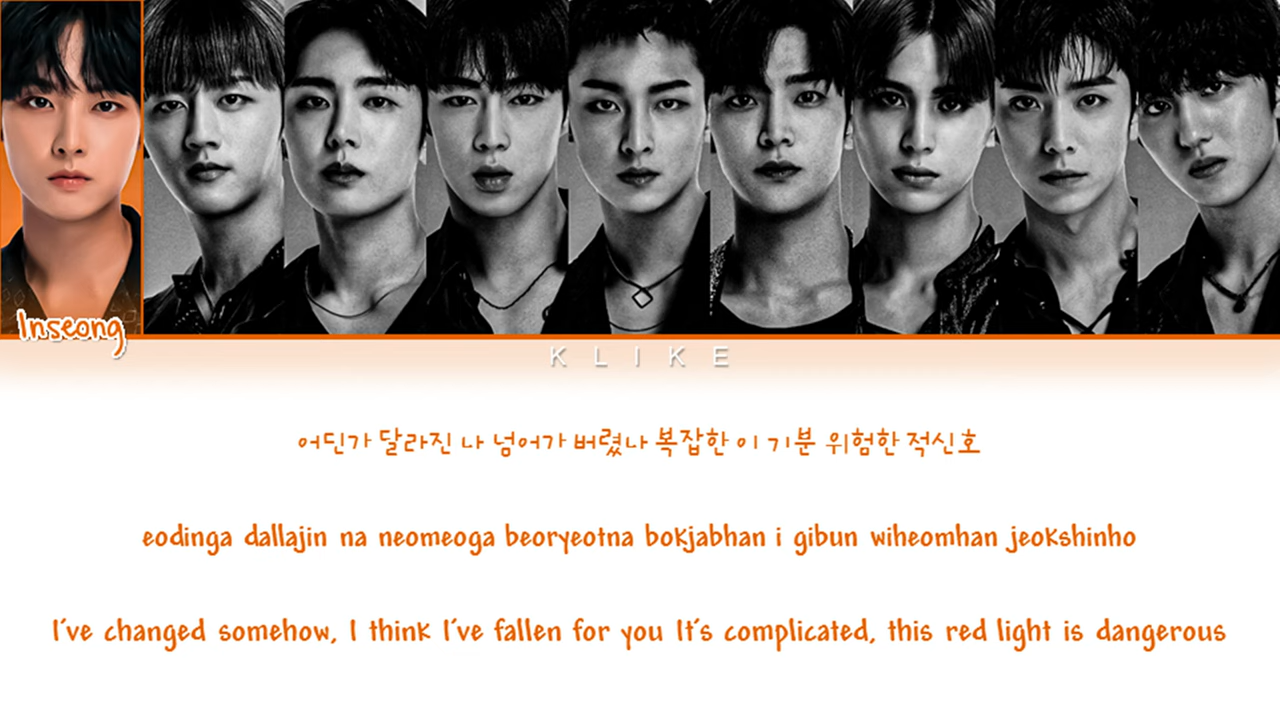 Inseong
KLIKE
어딘가 달라진 나 넘어가 버렸나 복잡한 이 기분 위험한 적신호
eodinga dallajin na neomeoga beoryeotna bokjabhan i gibun wiheomhan jeokshinho
I've changed somehow, I think I've fallen for you It's complicated, this red light is dangerous